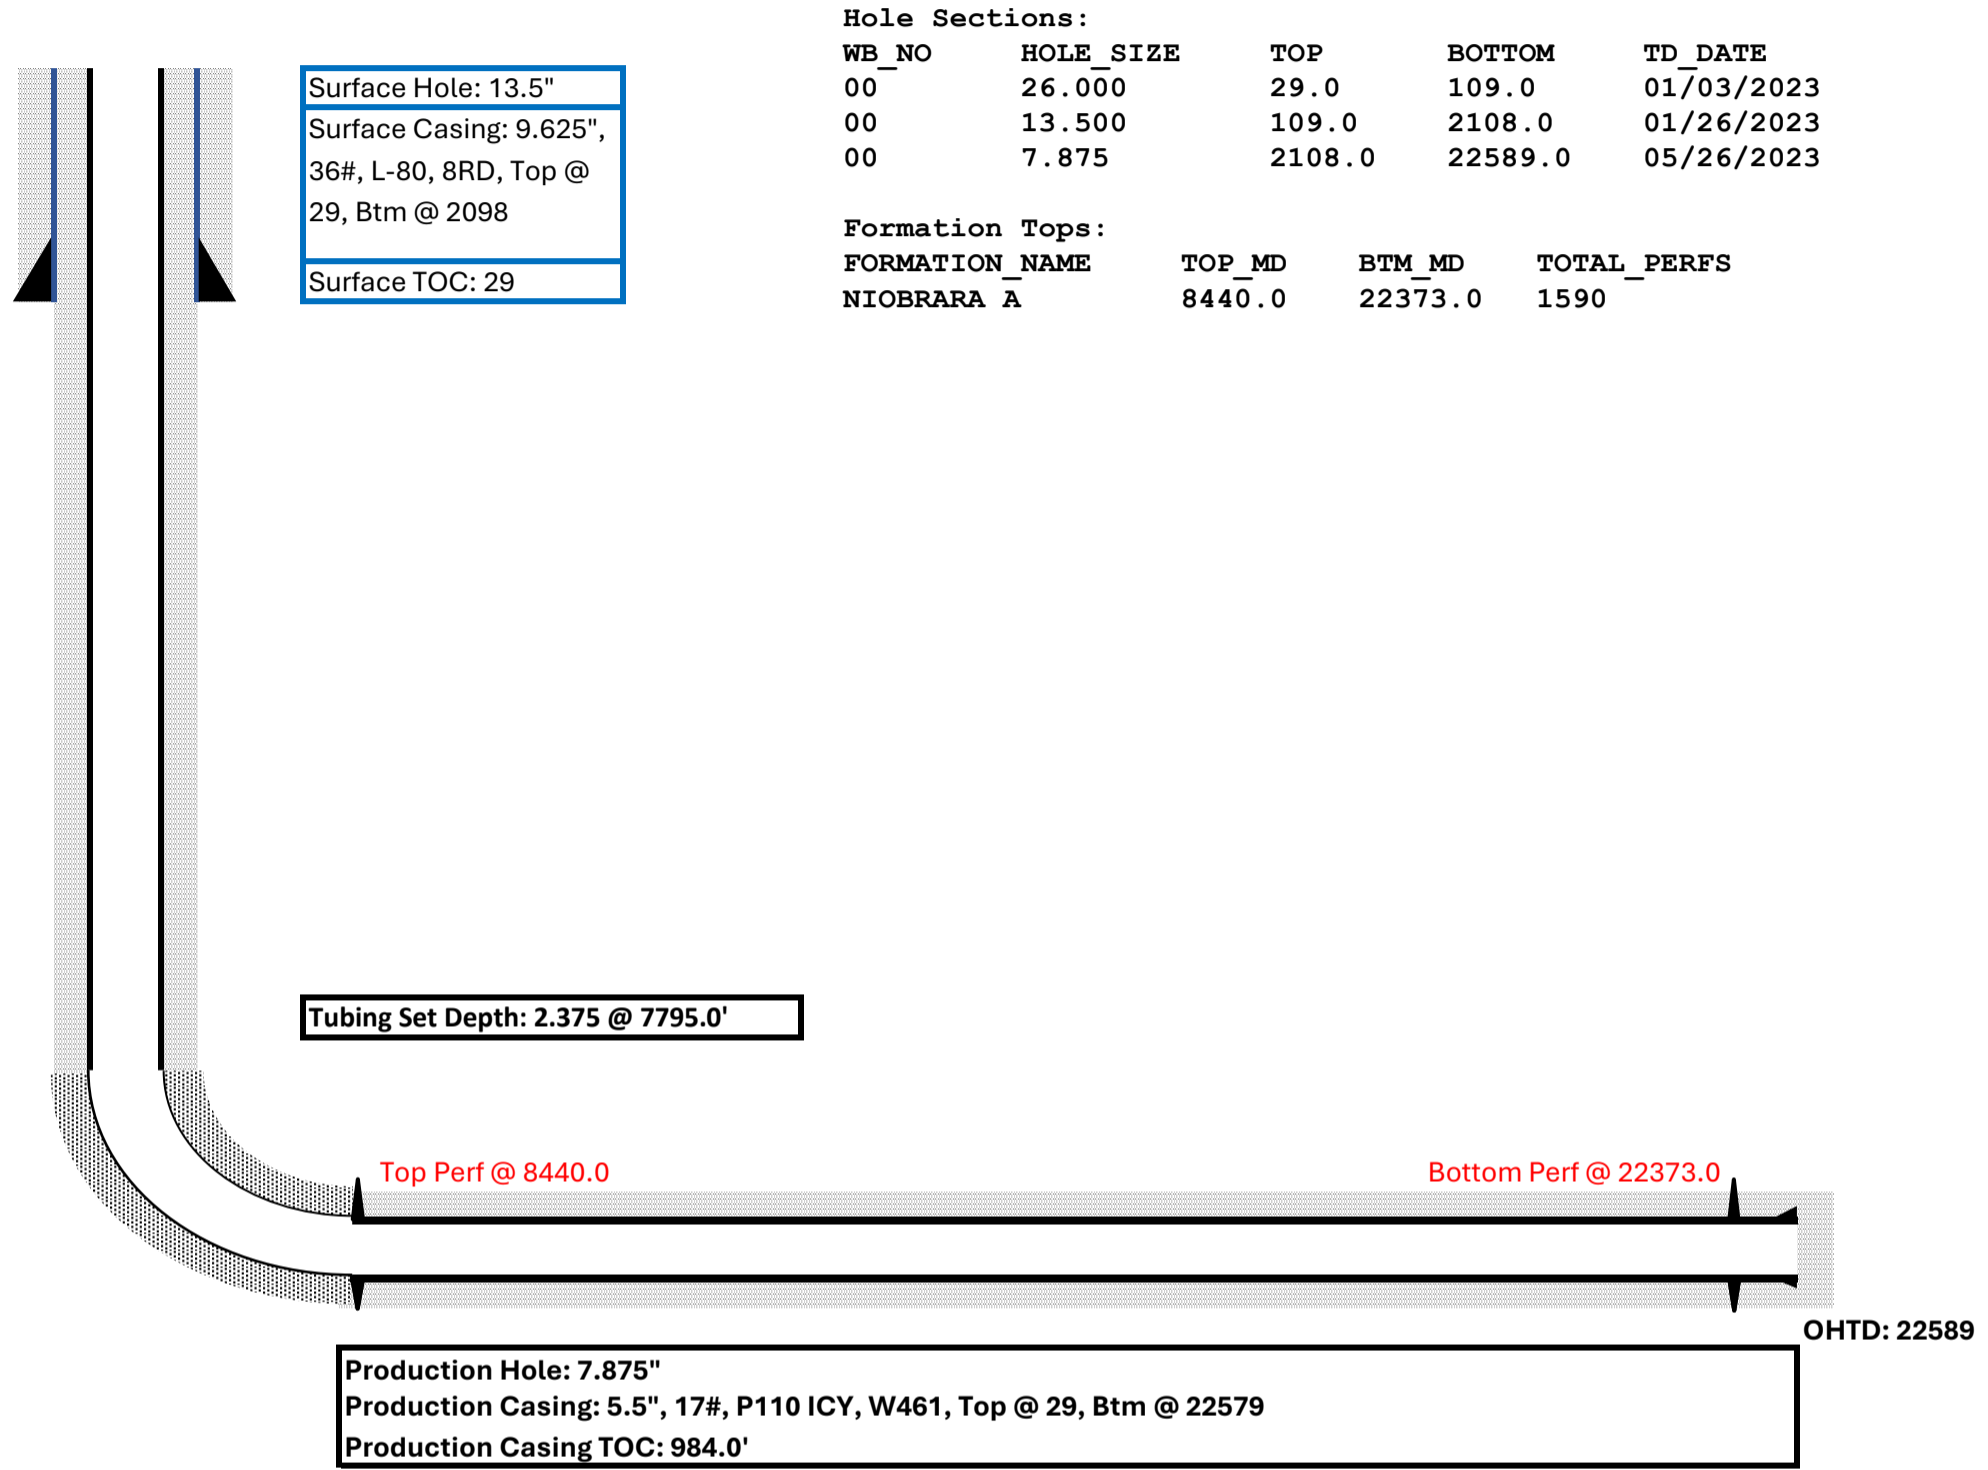 Hole Sections:
WB_NO HOLE_SIZE TOP BOTTOM TD_DATE
00 26.000 29.0 109.0 01/03/2023
00 13.500 109.0 2108.0 01/26/2023
00 7.875 2108.0 22589.0 05/26/2023
Formation Tops:
FORMATION_NAME TOP_MD BTM_MD TOTAL_PERFS
NIOBRARA A 8440.0 22373.0 1590
Surface Hole: 13.5"
Surface Casing: 9.625",
36#, L-80, 8RD, Top @
29, Btm @ 2098
Surface TOC: 29
Tubing Set Depth: 2.375 @ 7795.0'
Top Perf @ 8440.0
Bottom Perf @ 22373.0
OHTD: 22589
Production Hole: 7.875"
Production Casing: 5.5", 17#, P110 ICY, W461, Top @ 29, Btm @ 22579
Production Casing TOC: 984.0'